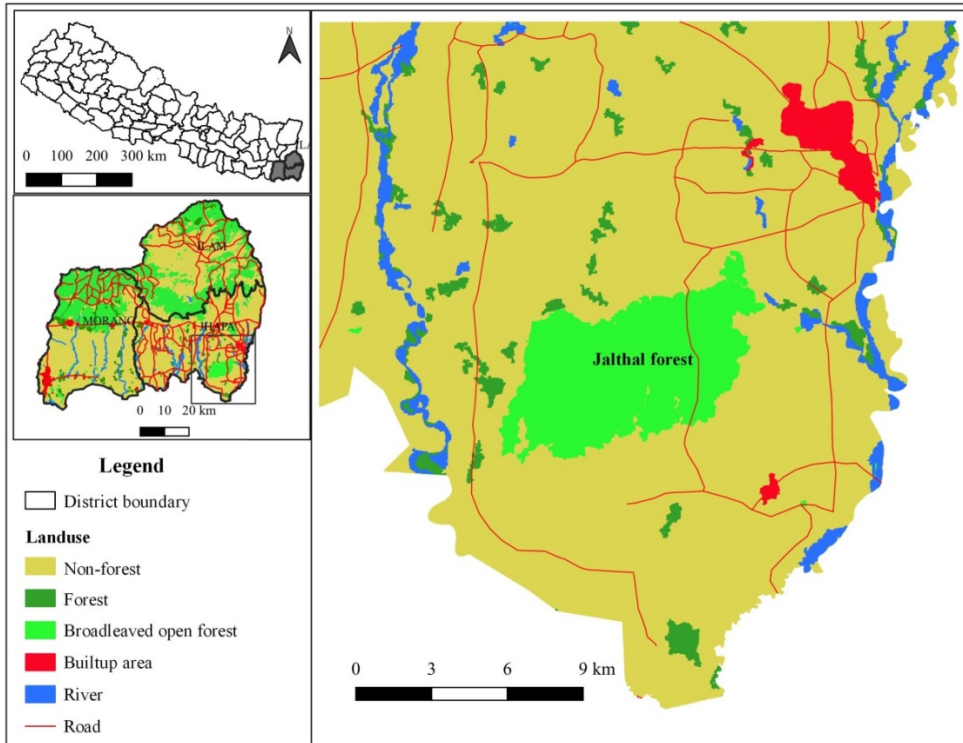 N
ILA
0 100 200 300 km
ILAM
MORANG
JHAPA
0 10 20 km
Legend
District boundary
Landuse
Non-forest
Forest
Broadleaved open forest
Builtup area
River
Road
Jalthal forest
0 3 6 9 km